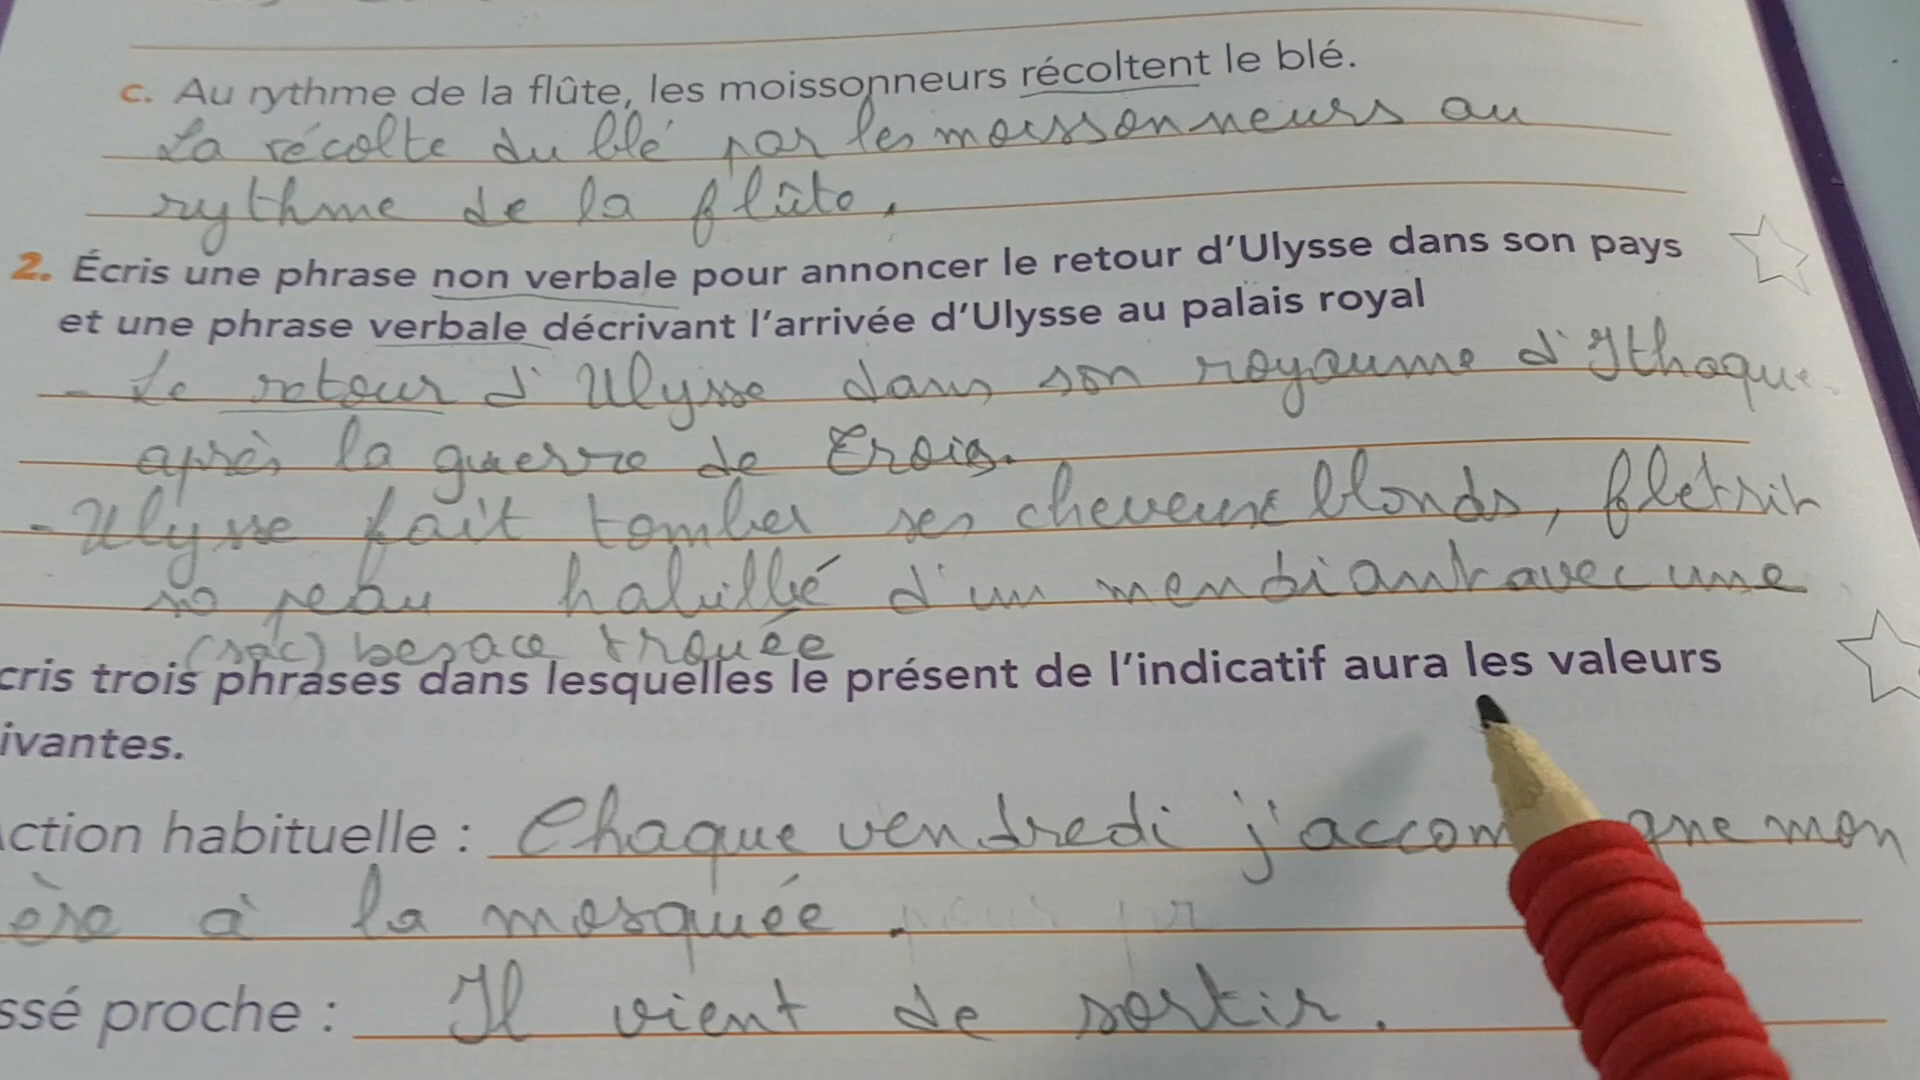 c. Au rythme de la flûte, les moissonneurs récoltent le blé.
La récolte du blé par les moissonneurs au
rythme de la flûte.
2. Écris une phrase non verbale pour annoncer le retour d'Ulysse dans son pays
et une phrase verbale décrivant l'arrivée d'Ulysse au palais royal
- Le retour d'Ulysse dans son royaume d'Ithaque
après la guerre de Troie.
- Ulysse fait tomber ses cheveux blonds, fletrir
sa peau habillé d'un mendiant avec une
(sac) besace trouée
cris trois phrases dans lesquelles le présent de l'indicatif aura les valeurs
ivantes.
ction habituelle : Chaque vendredi j'accom gne mon
ère à la mosquée.
ssé proche : Il vient de sortir.